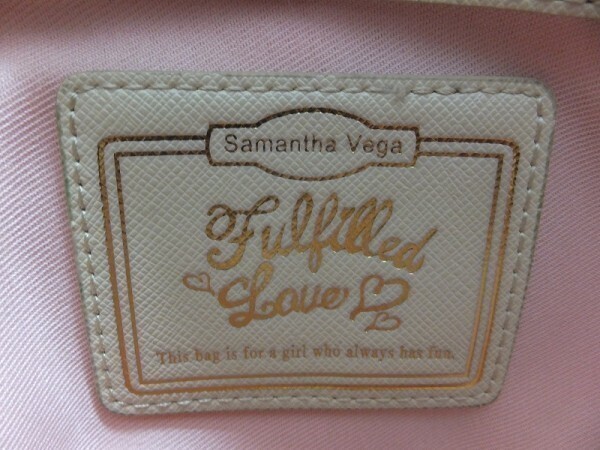 Samantha Vega
Fulfilled
Love
This bag is for a girl who always has fun.